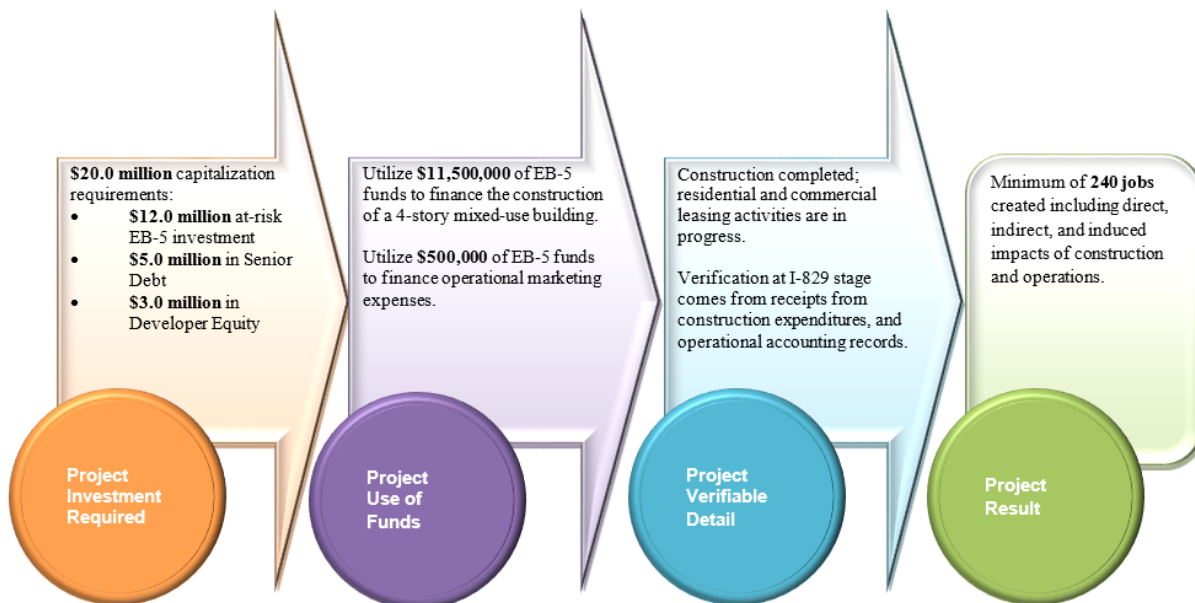 $20.0 million capitalization
requirements:
• $12.0 million at-risk
EB-5 investment
• $5.0 million in Senior
Debt
• $3.0 million in
Developer Equity
Project
Investment
Required
Utilize $11,500,000 of EB-5
funds to finance the construction
of a 4-story mixed-use building.
Utilize $500,000 of EB-5 funds
to finance operational marketing
expenses.
Project
Use of
Funds
Construction completed;
residential and commercial
leasing activities are in
progress.
Verification at I-829 stage
comes from receipts from
construction expenditures, and
operational accounting records.
Project
Verifiable
Detail
Minimum of 240 jobs
created including direct,
indirect, and induced
impacts of construction
and operations.
Project
Result